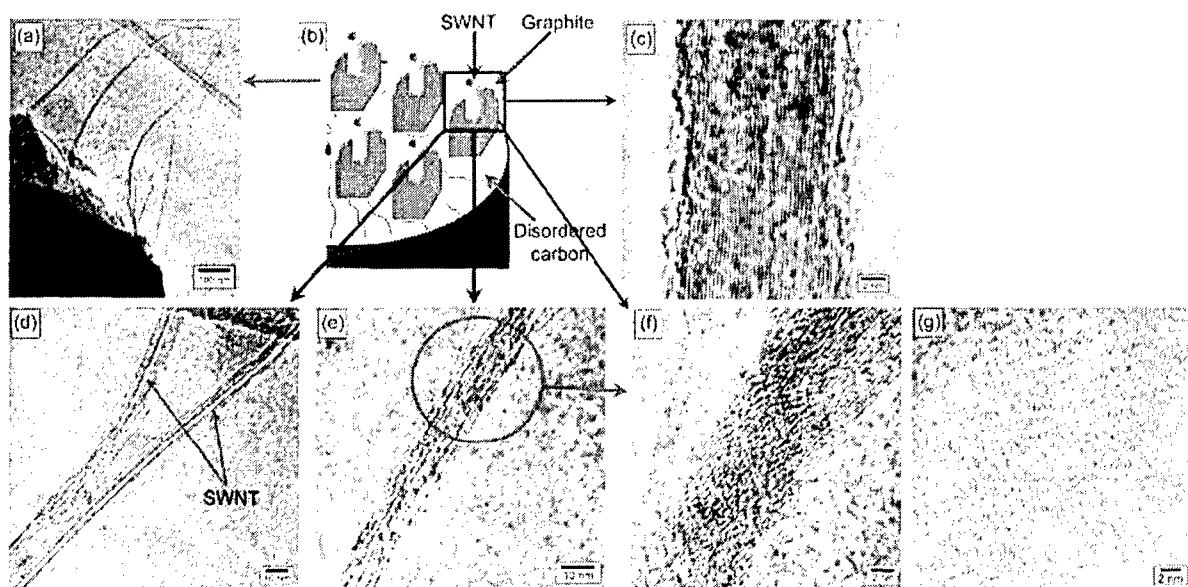 (a)
(b)
SWNT
Graphite
(c)
Disordered
carbon
(d)
SWNT
(e)
10 nm
(f)
(g)
2 nm